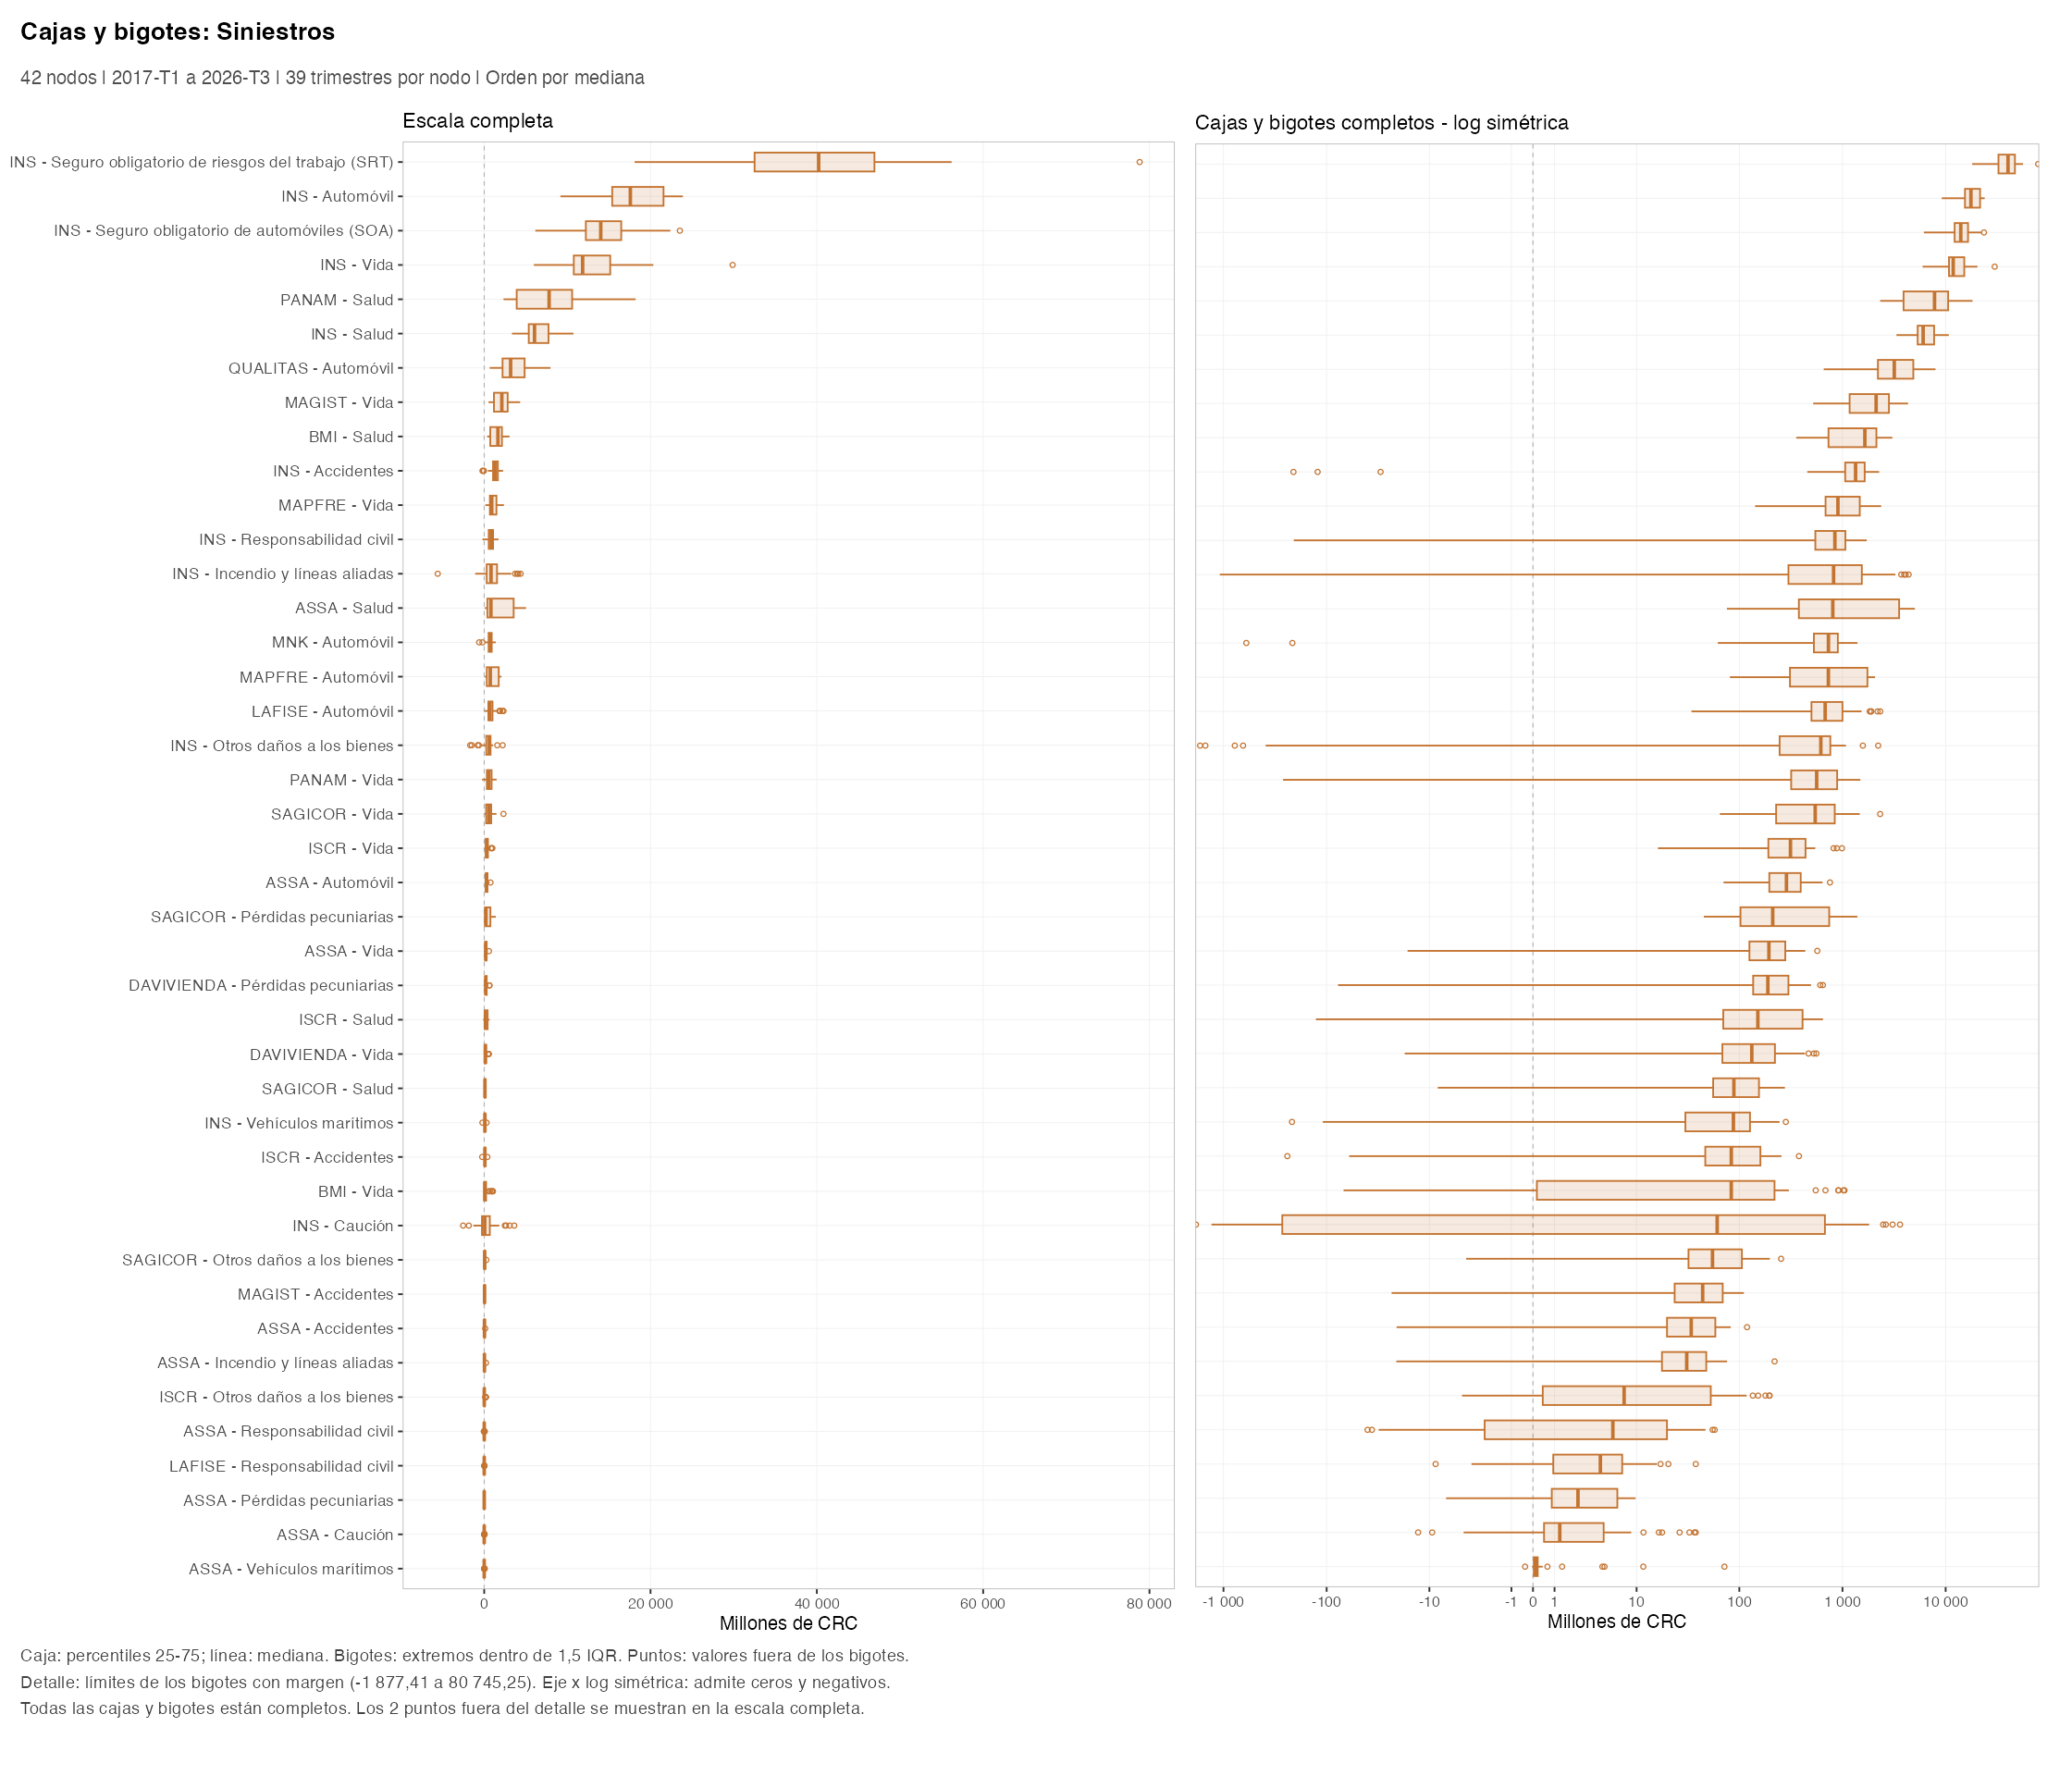 Cajas y bigotes: Siniestros
42 nodos | 2017-T1 a 2026-T3 | 39 trimestres por nodo | Orden por mediana
Escala completa
Cajas y bigotes completos - log simétrica
INS - Seguro obligatorio de riesgos del trabajo (SRT)
INS - Automóvil
INS - Seguro obligatorio de automóviles (SOA)
INS - Vida
PANAM - Salud
INS - Salud
QUALITAS - Automóvil
MAGIST - Vida
BMI - Salud
INS - Accidentes
MAPFRE - Vida
INS - Responsabilidad civil
INS - Incendio y líneas aliadas
ASSA - Salud
MNK - Automóvil
MAPFRE - Automóvil
LAFISE - Automóvil
INS - Otros daños a los bienes
PANAM - Vida
SAGICOR - Vida
ISCR - Vida
ASSA - Automóvil
SAGICOR - Pérdidas pecuniarias
ASSA - Vida
DAVIVIENDA - Pérdidas pecuniarias
ISCR - Salud
DAVIVIENDA - Vida
SAGICOR - Salud
INS - Vehículos marítimos
ISCR - Accidentes
BMI - Vida
INS - Caución
SAGICOR - Otros daños a los bienes
MAGIST - Accidentes
ASSA - Accidentes
ASSA - Incendio y líneas aliadas
ISCR - Otros daños a los bienes
ASSA - Responsabilidad civil
LAFISE - Responsabilidad civil
ASSA - Pérdidas pecuniarias
ASSA - Caución
ASSA - Vehículos marítimos
0 20 000 40 000 60 000 80 000
Millones de CRC
-1 000 -100 -10 -1 0 1 10 100 1 000 10 000
Millones de CRC
Caja: percentiles 25-75; línea: mediana. Bigotes: extremos dentro de 1,5 IQR. Puntos: valores fuera de los bigotes.
Detalle: límites de los bigotes con margen (-1 877,41 a 80 745,25). Eje x log simétrica: admite ceros y negativos.
Todas las cajas y bigotes están completos. Los 2 puntos fuera del detalle se muestran en la escala completa.